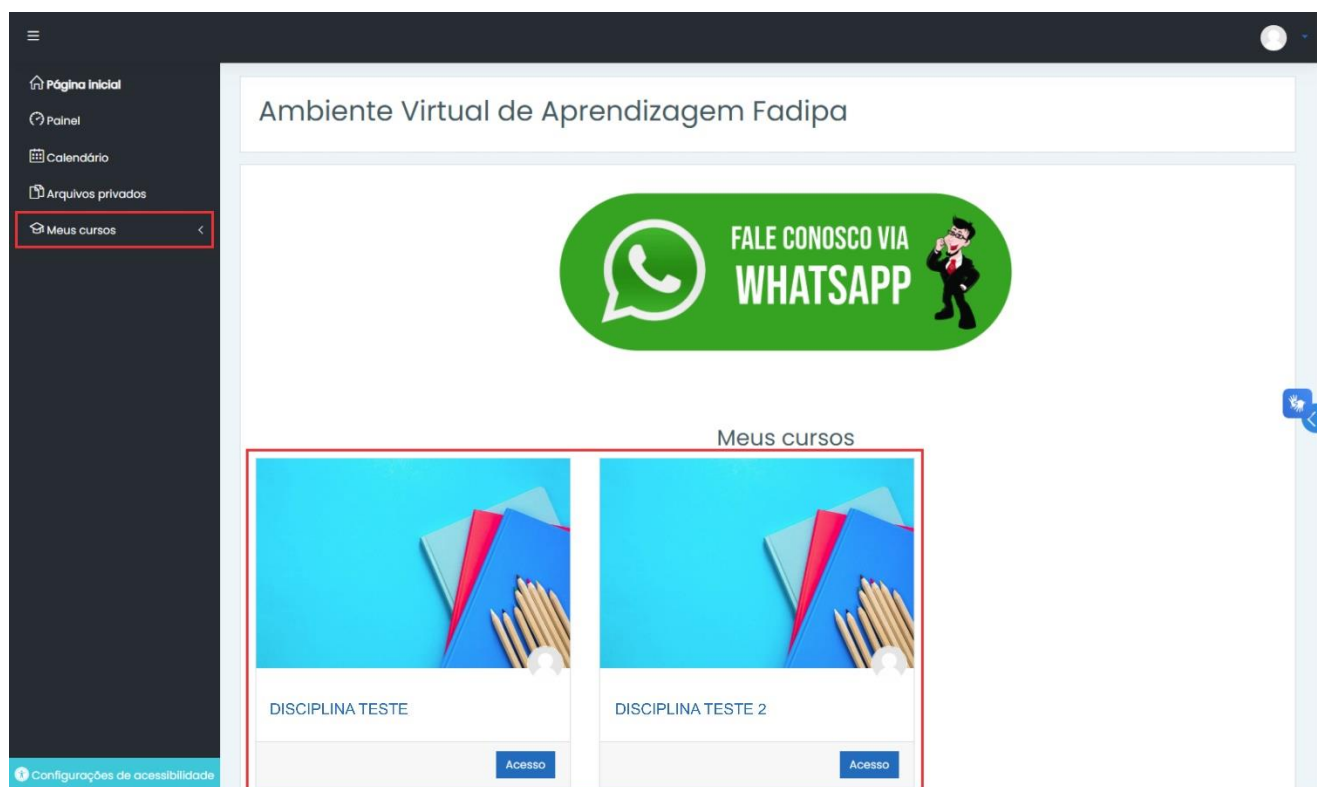 Página inicial
Painel
Calendário
Arquivos privados
Meus cursos
Configurações de acessibilidade
Ambiente Virtual de Aprendizagem Fadipa
FALE CONOSCO VIA
WHATSAPP
Meus cursos
DISCIPLINA TESTE
Acesso
DISCIPLINA TESTE 2
Acesso